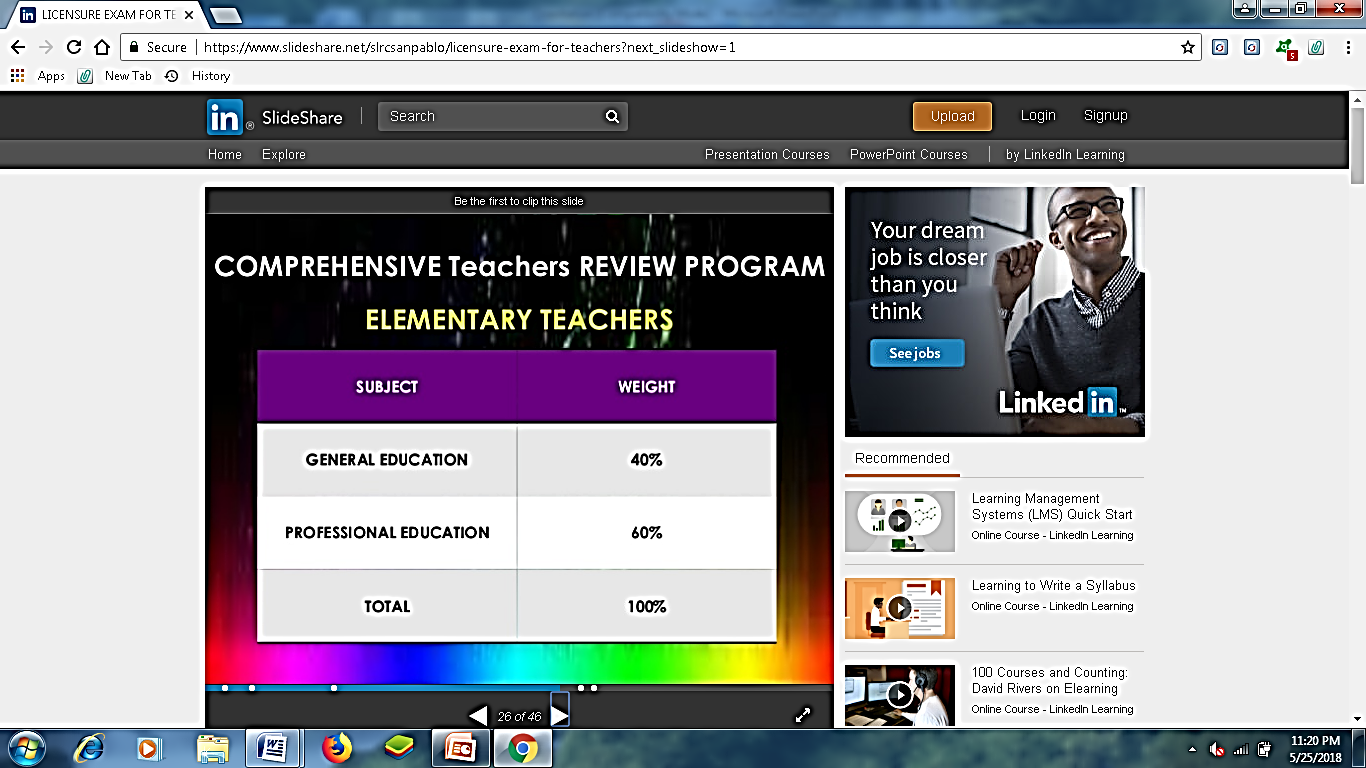 LICENSURE EXAM FOR TE
Secure https://www.slideshare.net/slrcsanpablo/licensure-exam-for-teachers?next_slideshow=1
Apps New Tab History
in ® SlideShare Search Upload Login Signup
Home Explore Presentation Courses PowerPoint Courses by LinkedIn Learning
Be the first to clip this slide
COMPREHENSIVE Teachers REVIEW PROGRAM
ELEMENTARY TEACHERS
SUBJECT WEIGHT
GENERAL EDUCATION 40%
PROFESSIONAL EDUCATION 60%
TOTAL 100%
26 of 46
Your dream
job is closer
than you
think
See jobs
Linked in ™
Recommended
Learning Management
Systems (LMS) Quick Start
Online Course - LinkedIn Learning
Learning to Write a Syllabus
Online Course - LinkedIn Learning
100 Courses and Counting:
David Rivers on Elearning
Online Course - LinkedIn Learning
11:20 PM
5/25/2018